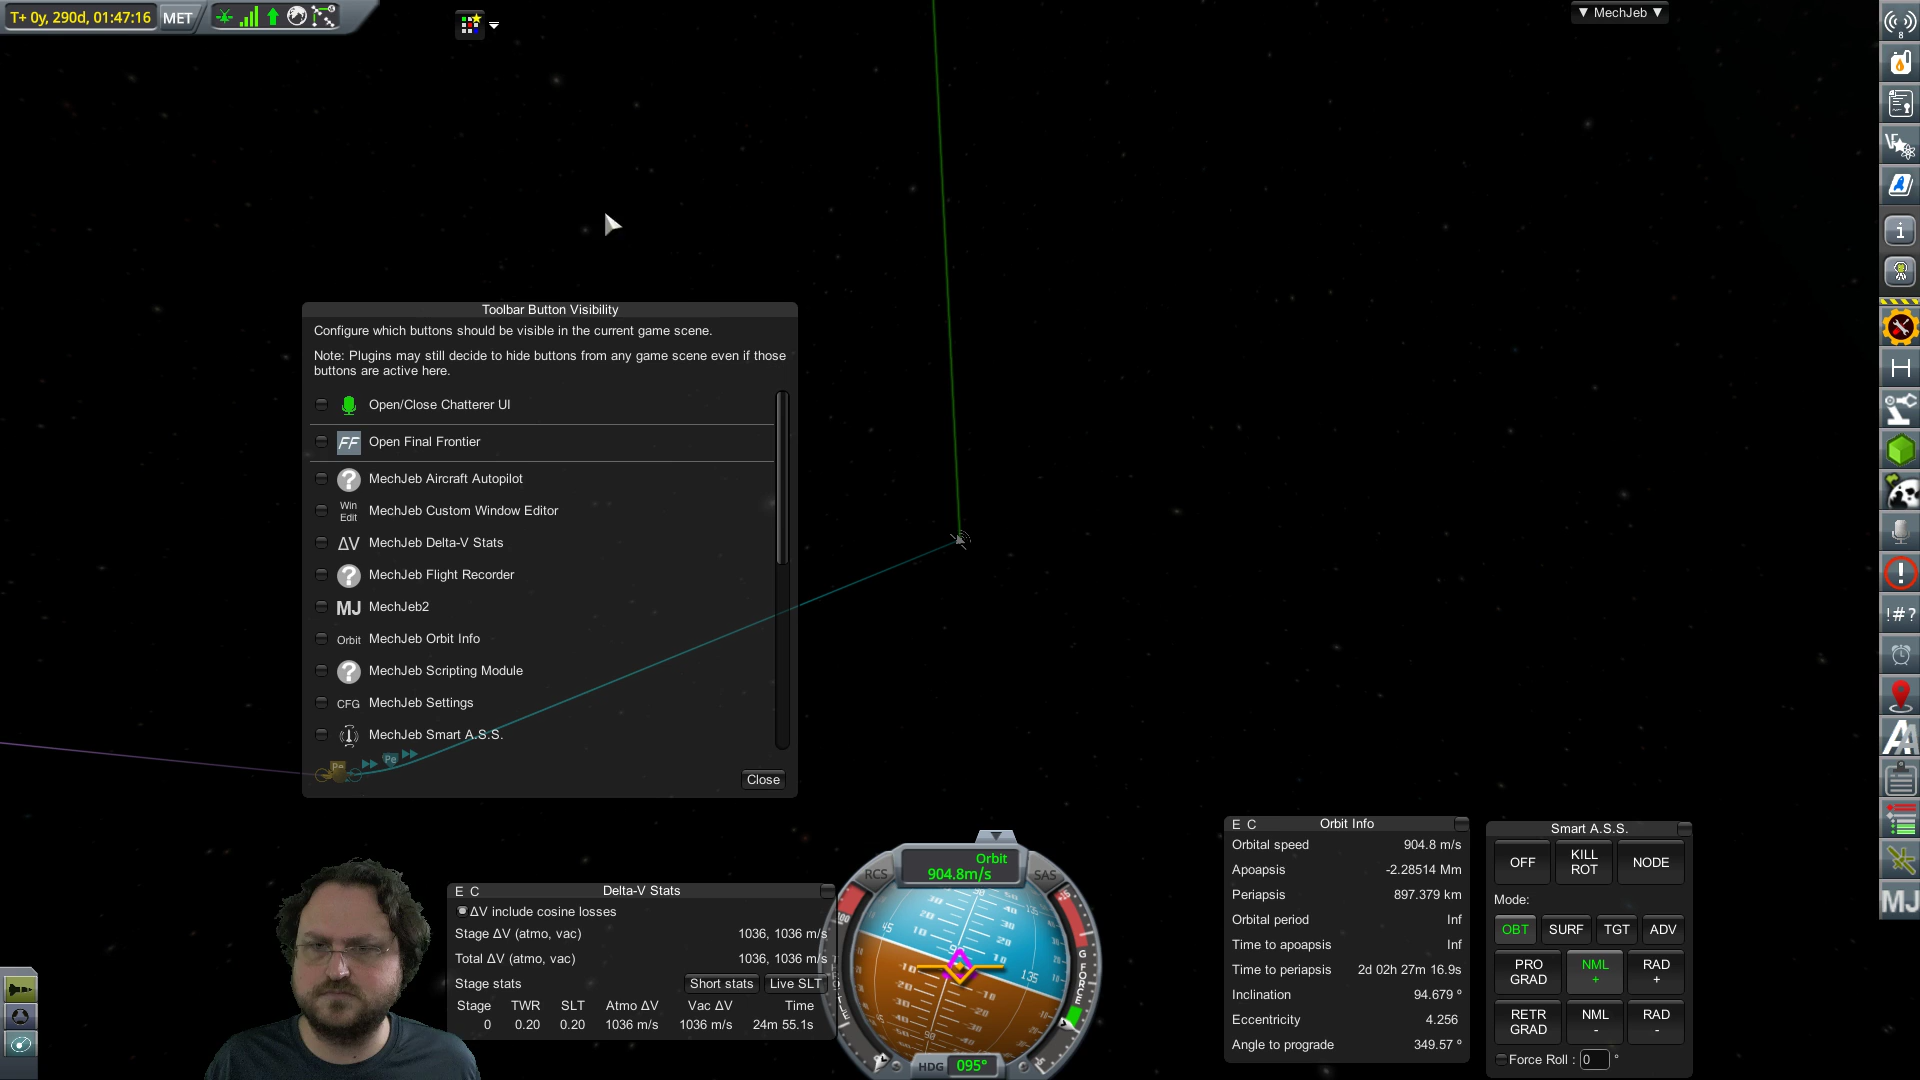 T+ 0y, 290d, 01:47:16 MET
▼ MechJeb ▼
8
Toolbar Button Visibility
Configure which buttons should be visible in the current game scene.
Note: Plugins may still decide to hide buttons from any game scene even if those
buttons are active here.
Open/Close Chatterer UI
FF Open Final Frontier
? MechJeb Aircraft Autopilot
Win
Edit MechJeb Custom Window Editor
ΔV MechJeb Delta-V Stats
? MechJeb Flight Recorder
MJ MechJeb2
Orbit MechJeb Orbit Info
? MechJeb Scripting Module
CFG MechJeb Settings
MechJeb Smart A.S.S.
Pe
Close
i
!#?
MJ
E C Delta-V Stats
ΔV include cosine losses
Stage ΔV (atmo, vac) 1036, 1036 m/s
Total ΔV (atmo, vac) 1036, 1036 m/s
Stage stats Short stats Live SLT
Stage TWR SLT Atmo ΔV Vac ΔV Time
0 0.20 0.20 1036 m/s 1036 m/s 24m 55.1s
Orbit
904.8m/s
RCS SAS
G FORCE
HDG 095°
E C Orbit Info
Orbital speed 904.8 m/s
Apoapsis -2.28514 Mm
Periapsis 897.379 km
Orbital period Inf
Time to apoapsis Inf
Time to periapsis 2d 02h 27m 16.9s
Inclination 94.679 º
Eccentricity 4.256
Angle to prograde 349.57 º
Smart A.S.S.
OFF KILL ROT NODE
Mode:
OBT SURF TGT ADV
PRO GRAD NML + RAD +
RETR GRAD NML - RAD -
Force Roll : 0 °